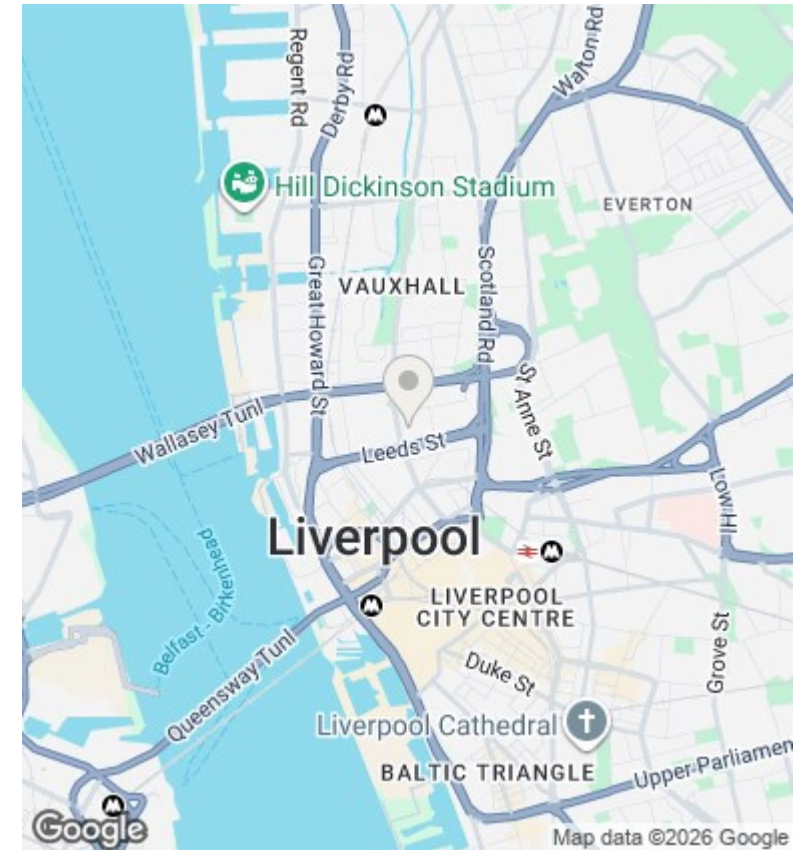 Regent Rd
Derby Rd
Walton Rd
Hill Dickinson Stadium
EVERTON
Great Howard St
VAUXHALL
Scotland Rd
St Anne St
Wallasey Tunl
Leeds St
Low Hl
Liverpool
Belfast - Birkenhead
LIVERPOOL
CITY CENTRE
Queensway Tunl
Duke St
Grove St
Liverpool Cathedral
BALTIC TRIANGLE
Upper Parliamen
Google
Map data ©2026 Google